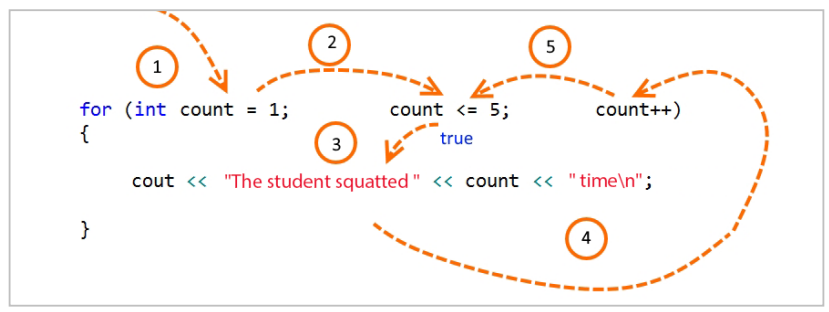 1
2
5
for (int count = 1; count <= 5; count++)
{
3
true
cout << "The student squatted " << count << " time\n";
}
4